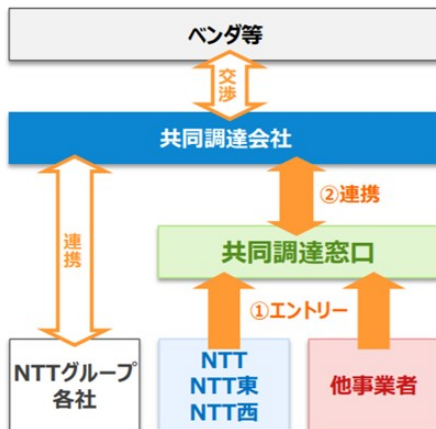 ベンダ等
交渉
共同調達会社
②連携
連携
共同調達窓口
①エントリー
NTTグループ
各社
NTT
NTT東
NTT西
他事業者